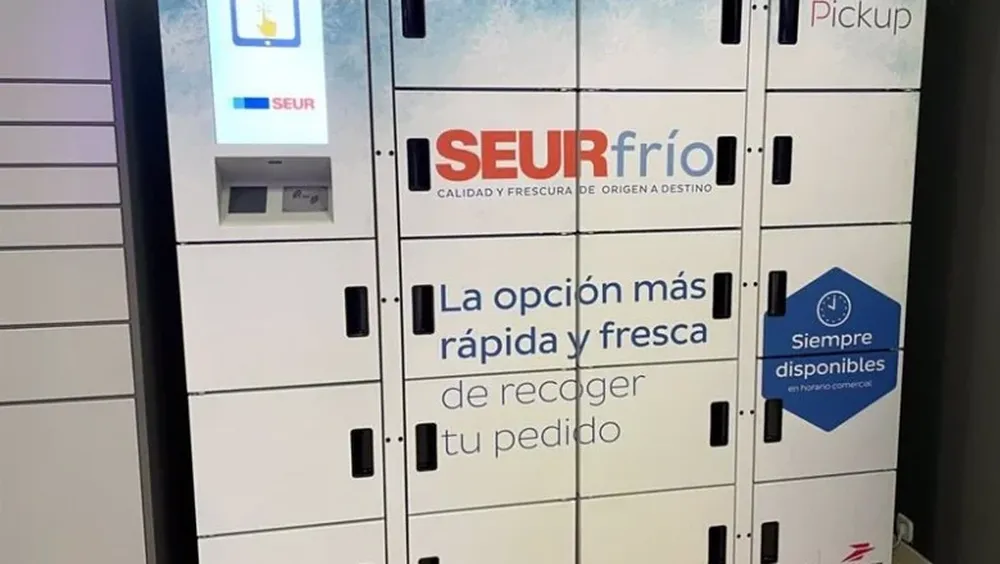 SEUR
Pickup
SEURfrío
CALIDAD Y FRESCURA DE ORIGEN A DESTINO
La opción más
rápida y fresca
de recoger
tu pedido
Siempre
disponibles
en horario comercial